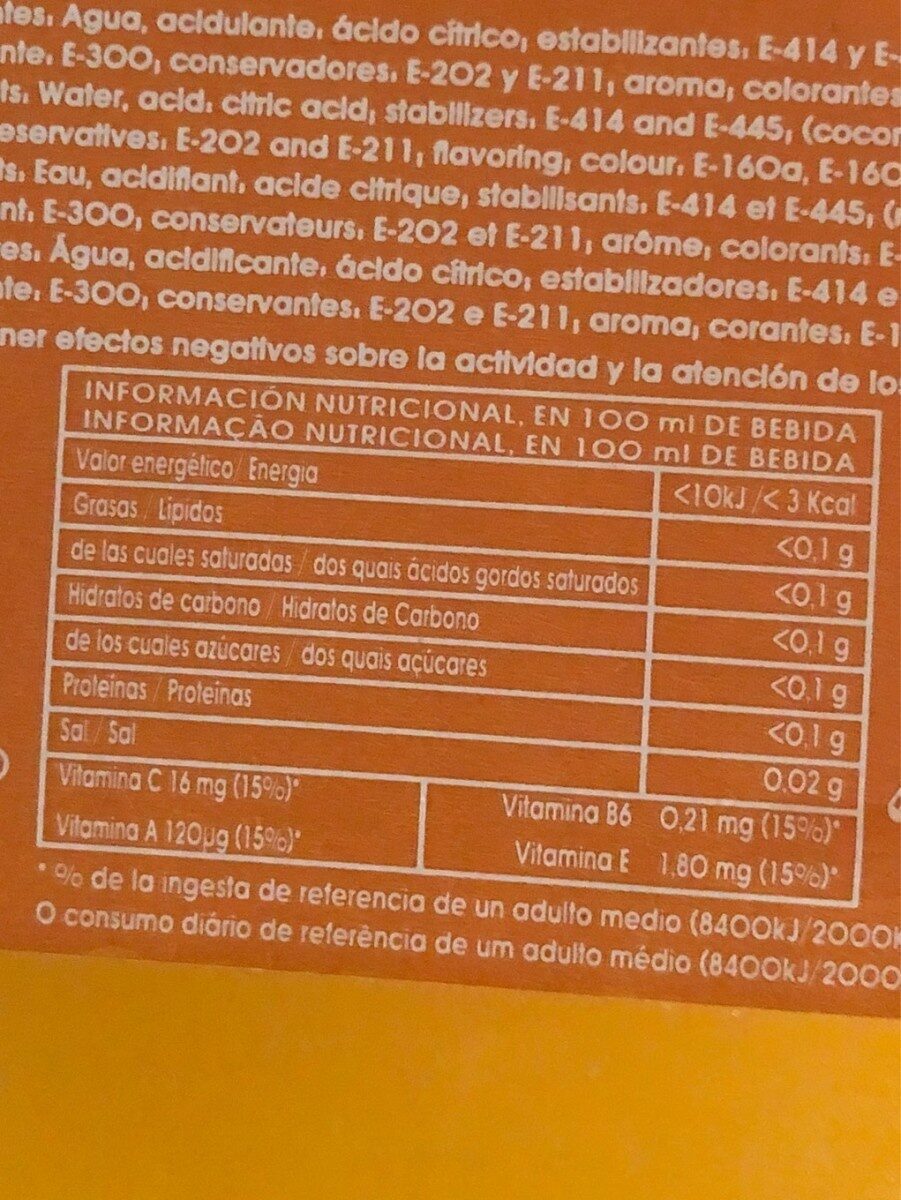 tes: Agua, acidulante: ácido cítrico, estabilizantes: E-414 y E-
nte: E-300, conservadores: E-202 y E-211, aroma, colorantes
ts: Water, acid: citric acid, stabilizers: E-414 and E-445, (cocon
eservatives: E-202 and E-211, flavoring, colour: E-160a, E-160
ts: Eau, acidifiant: acide citrique, stabilisants: E-414 et E-445, (
nt: E-300, conservateurs: E-202 et E-211, arôme, colorants: E-
es: Água, acidificante: ácido cítrico, estabilizadores: E-414 e
te: E-300, conservantes: E-202 e E-211, aroma, corantes: E-1
ner efectos negativos sobre la actividad y la atención de lo
INFORMACIÓN NUTRICIONAL, EN 100 ml DE BEBIDA
INFORMAÇÃO NUTRICIONAL, EN 100 ml DE BEBIDA
Valor energético/ Energia <10kJ /< 3 Kcal
Grasas / Lípidos <0,1 g
de las cuales saturadas / dos quais ácidos gordos saturados <0,1 g
Hidratos de carbono / Hidratos de Carbono <0,1 g
de los cuales azúcares / dos quais açúcares <0,1 g
Proteínas / Proteínas <0,1 g
Sal / Sal 0,02 g
Vitamina C 16 mg (15%)* Vitamina B6 0,21 mg (15%)*
Vitamina A 120µg (15%)* Vitamina E 1,80 mg (15%)*
* % de la ingesta de referencia de un adulto medio (8400kJ/2000k
O consumo diário de referência de um adulto médio (8400kJ/2000